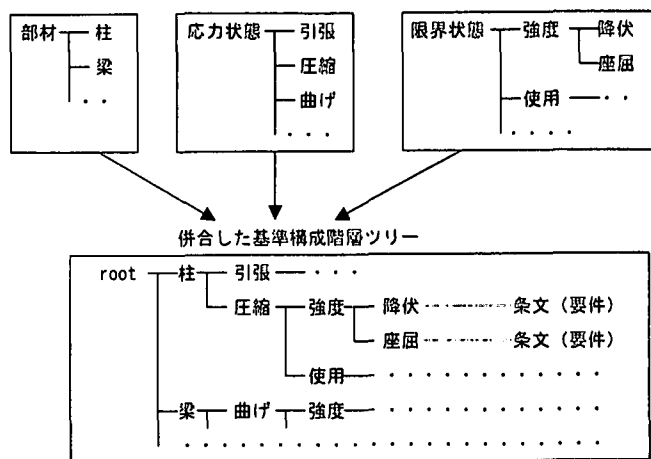 部材 柱
梁
・・
応力状態 引張
圧縮
曲げ
・・・
限界状態 強度 降伏
座屈
使用 ・・
・・・・
併合した基準構成階層ツリー
root 柱 引張 ・・・
圧縮 強度 降伏 条文（要件）
座屈 条文（要件）
使用 ・・・・・・・・・・・・
梁 曲げ 強度 ・・・・・・・・・・・・
・・・・・・・・・・・・・・・・・・・・・・